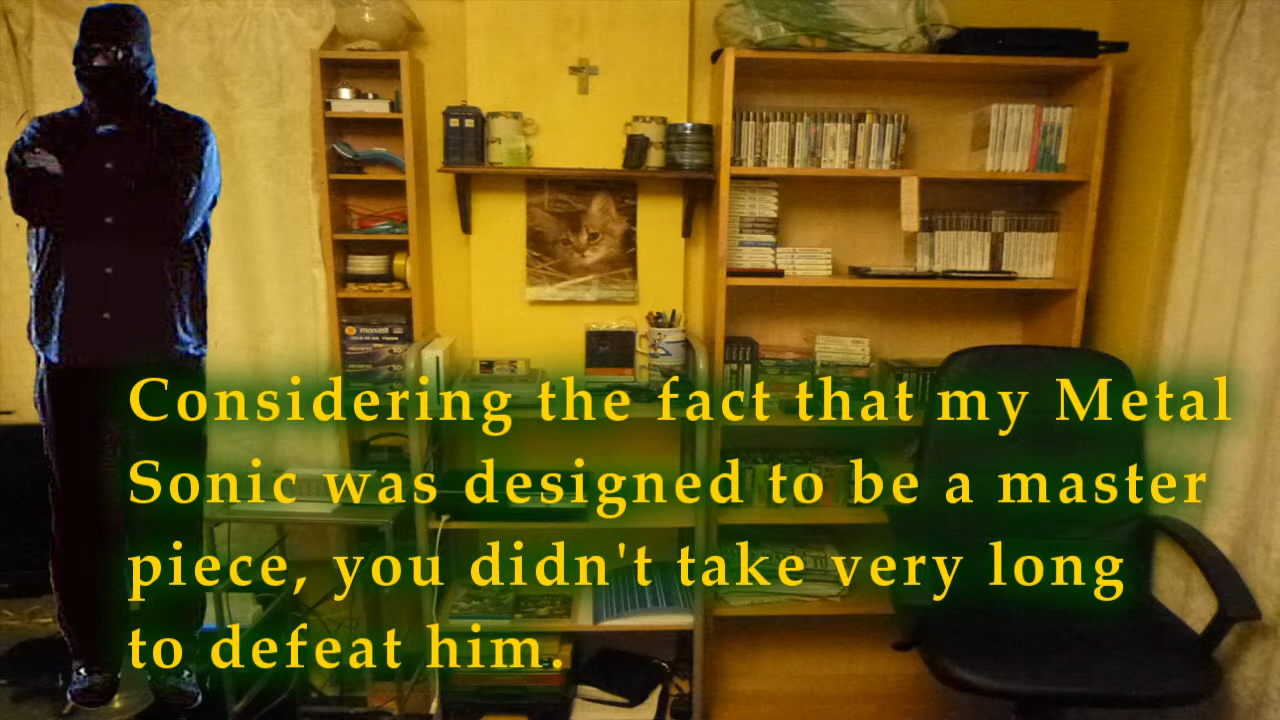 maxell
Considering the fact that my Metal
Sonic was designed to be a master
piece, you didn't take very long
to defeat him.